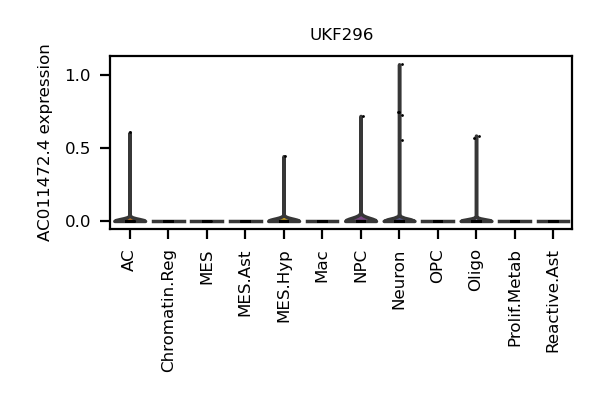 UKF296
AC011472.4 expression
1.0
0.5
0.0
AC
Chromatin.Reg
MES
MES.Ast
MES.Hyp
Mac
NPC
Neuron
OPC
Oligo
Prolif.Metab
Reactive.Ast